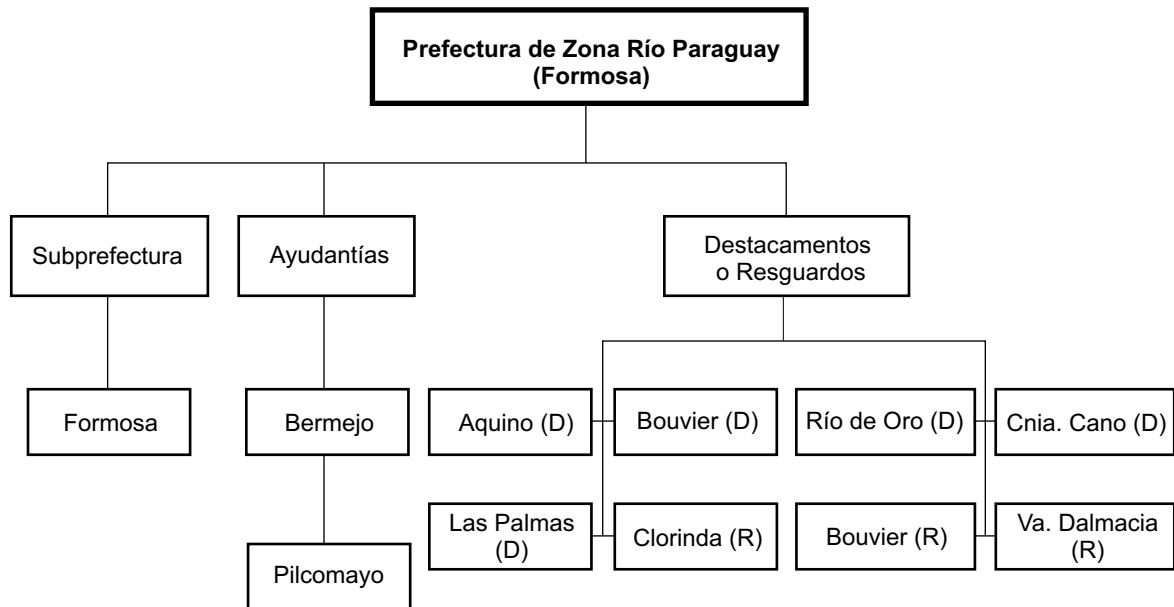 Prefectura de Zona Río Paraguay
(Formosa)
Subprefectura
Ayudantías
Destacamentos
o Resguardos
Formosa
Bermejo
Aquino (D)
Bouvier (D)
Río de Oro (D)
Cnia. Cano (D)
Las Palmas
(D)
Clorinda (R)
Bouvier (R)
Va. Dalmacia
(R)
Pilcomayo